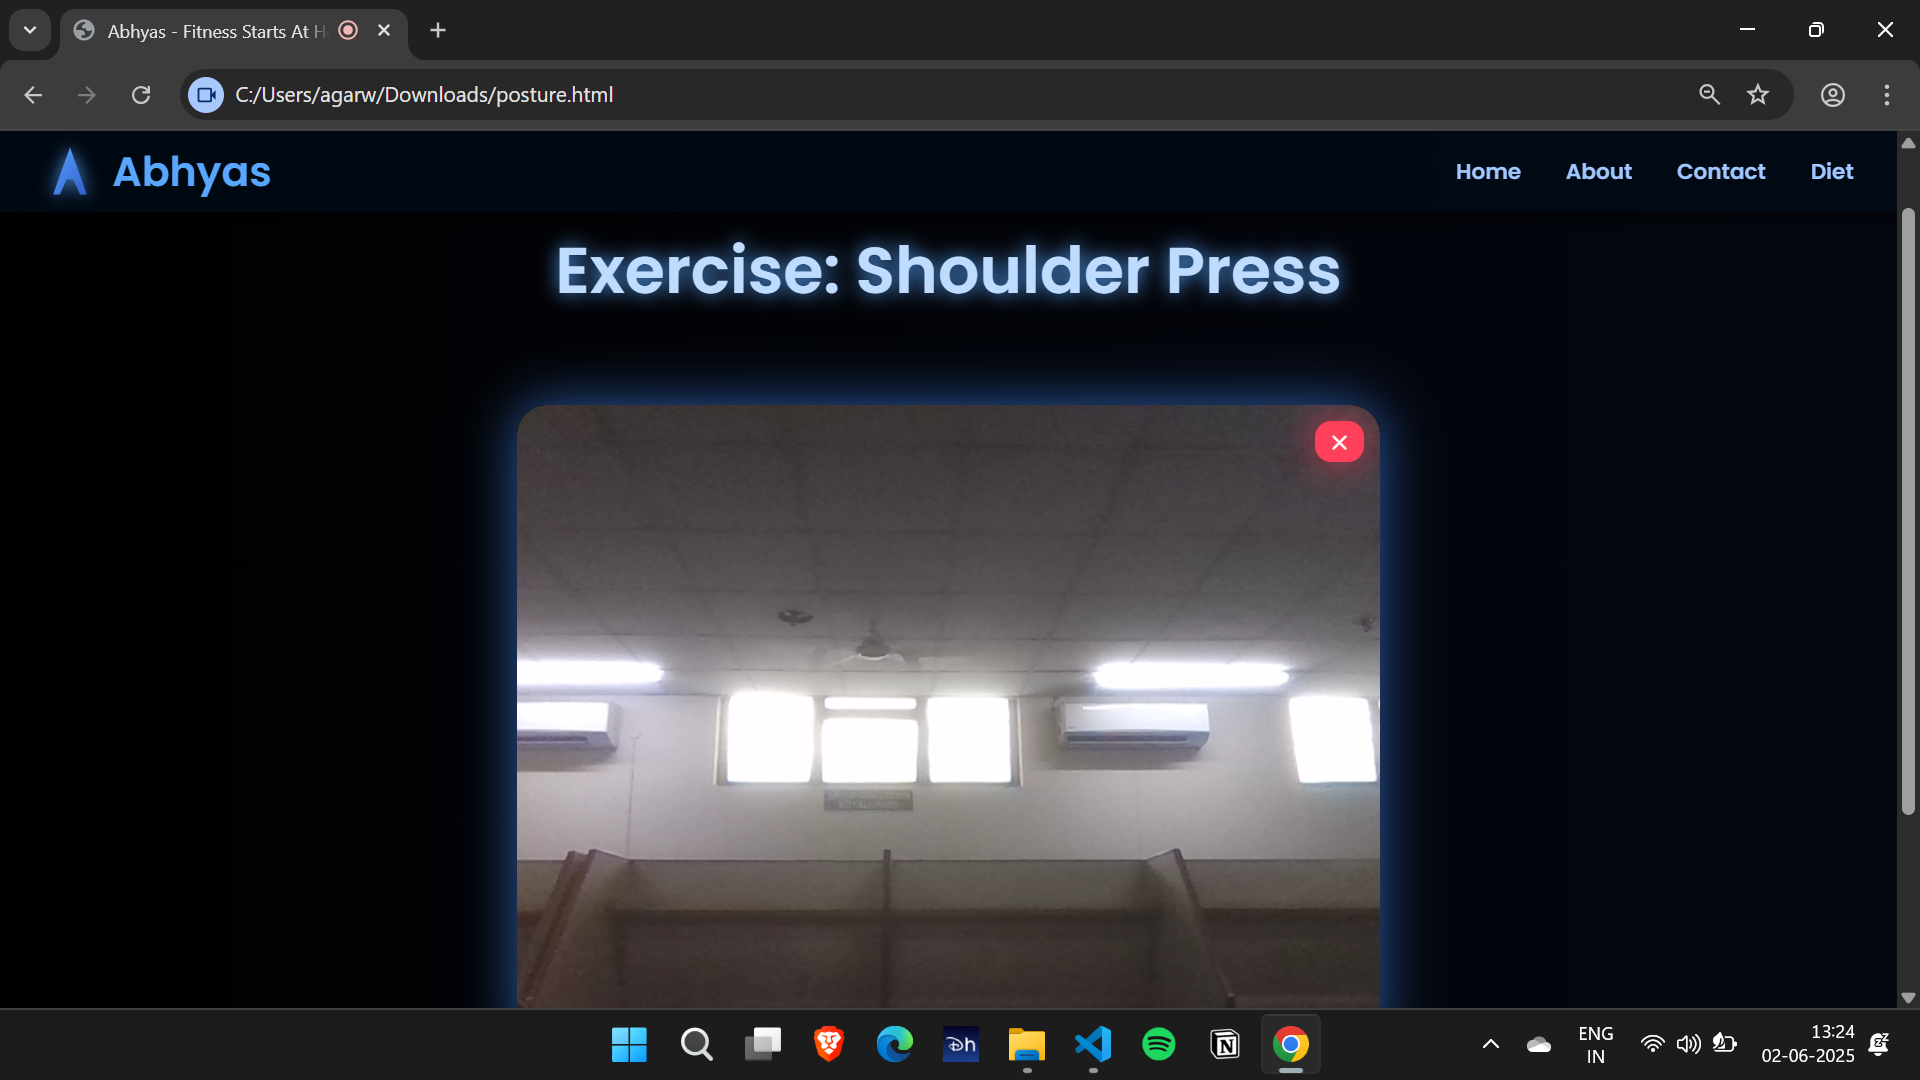 Abhyas - Fitness Starts At H
C:/Users/agarw/Downloads/posture.html
Abhyas
Home About Contact Diet
Exercise: Shoulder Press
ENG
IN
13:24
02-06-2025